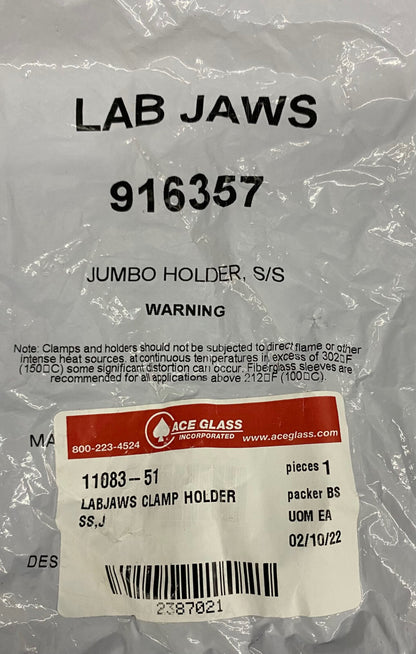 LAB JAWS
916357
JUMBO HOLDER, S/S
WARNING
Note: Clamps and holders should not be subjected to direct flame or other
intense heat sources, at continuous temperatures in excess of 302▯F
(150▯C) some significant distortion can occur. Fiberglass sleeves are
recommended for all applications above 212▯F (100▯C).
MA
800-223-4524 ACE GLASS INCORPORATED www.aceglass.com
11083-51 pieces 1
LABJAWS CLAMP HOLDER packer BS
SS,J UOM EA
02/10/22
DES
2387021